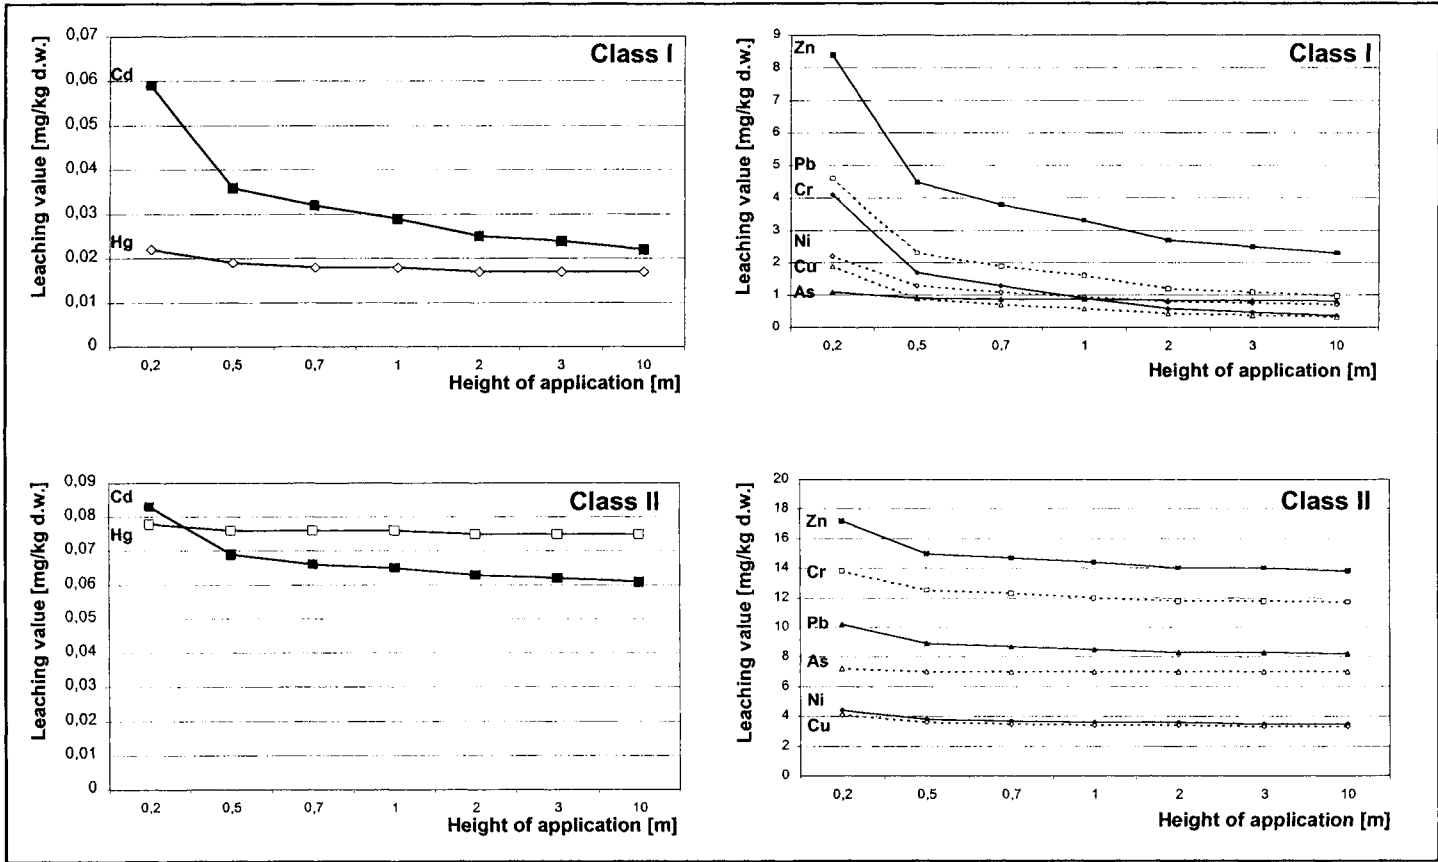 Class I
Leaching value [mg/kg d.w.]
0,07
0,06
0,05
0,04
0,03
0,02
0,01
0
Cd
Hg
0,2 0,5 0,7 1 2 3 10
Height of application [m]
Class I
Leaching value [mg/kg d.w.]
9
8
7
6
5
4
3
2
1
0
Zn
Pb
Cr
Ni
Cu
As
0,2 0,5 0,7 1 2 3 10
Height of application [m]
Class II
Leaching value [mg/kg d.w.]
0,09
0,08
0,07
0,06
0,05
0,04
0,03
0,02
0,01
0
Cd
Hg
0,2 0,5 0,7 1 2 3 10
Height of application [m]
Class II
Leaching value [mg/kg d.w.]
20
18
16
14
12
10
8
6
4
2
0
Zn
Cr
Pb
As
Ni
Cu
0,2 0,5 0,7 1 2 3 10
Height of application [m]